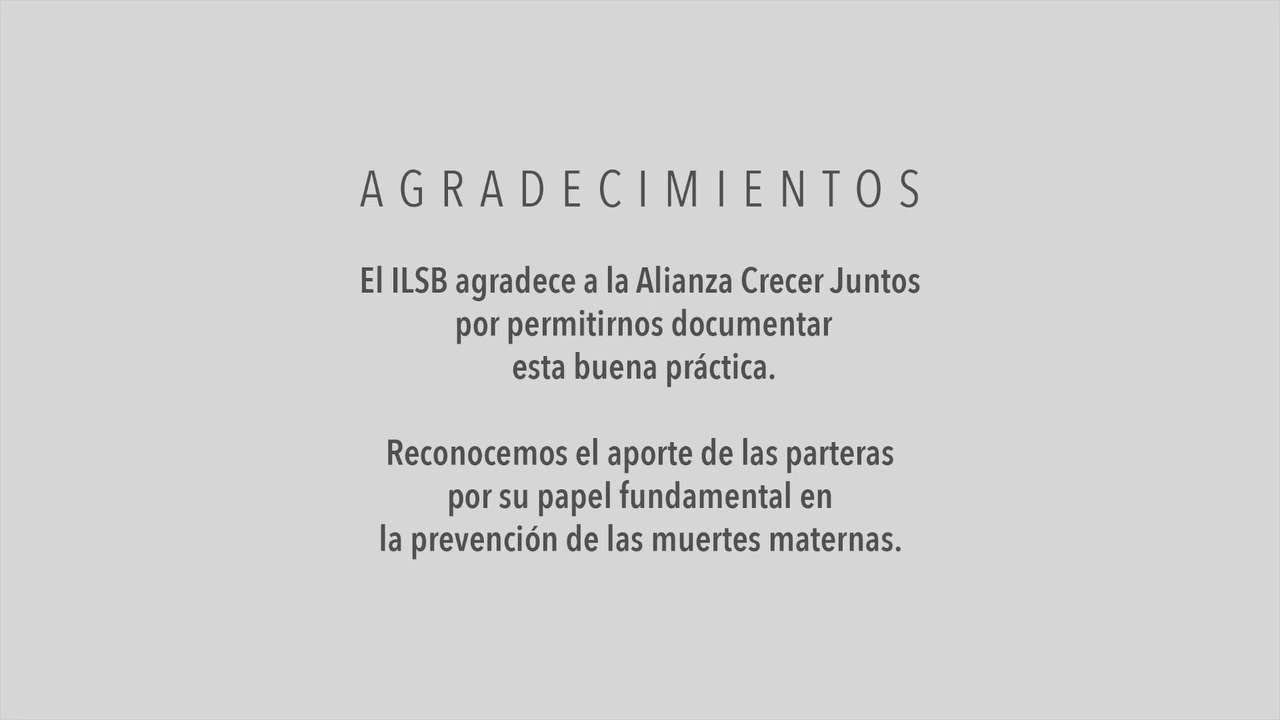 AGRADECIMIENTOS
El ILSB agradece a la Alianza Crecer Juntos
por permitirnos documentar
esta buena práctica.
Reconocemos el aporte de las parteras
por su papel fundamental en
la prevención de las muertes maternas.